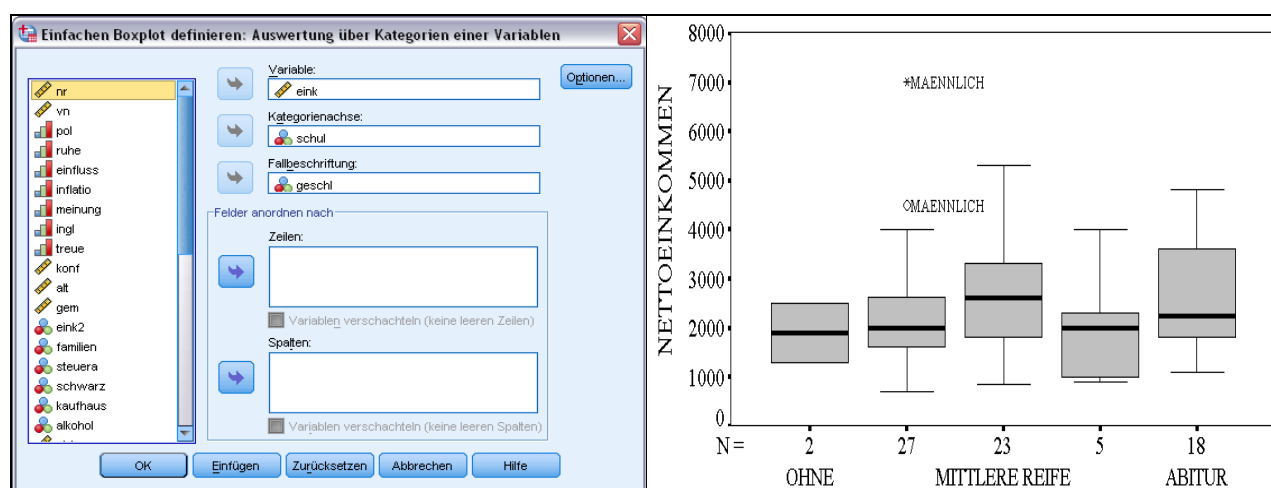 Einfachen Boxplot definieren: Auswertung über Kategorien einer Variablen
nr
vn
pol
ruhe
einfluss
inflatio
meinung
ingl
treue
konf
alt
gem
eink2
familien
steuera
schwarz
kaufhaus
alkohol
Variable:
eink
Kategorienachse:
schul
Fallbeschriftung:
geschl
Optionen...
Felder anordnen nach
Zeilen:
Variablen verschachteln (keine leeren Zeilen)
Spalten:
Variablen verschachteln (keine leeren Spalten)
OK
Einfügen
Zurücksetzen
Abbrechen
Hilfe
NETTOEINKOMMEN
8000
7000
6000
5000
4000
3000
2000
1000
0
*MAENNLICH
MAENNLICH
N = 2 27 23 5 18
OHNE MITTLERE REIFE ABITUR